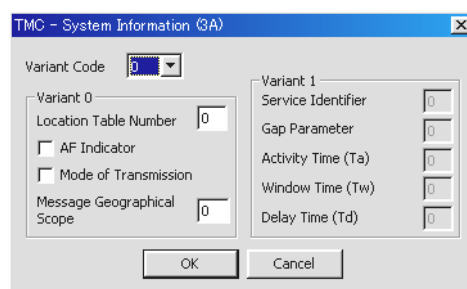 TMC - System Information (3A)
Variant Code 0
Variant 0
Location Table Number 0
AF Indicator
Mode of Transmission
Message Geographical
Scope 0
Variant 1
Service Identifier 0
Gap Parameter 0
Activity Time (Ta) 0
Window Time (Tw) 0
Delay Time (Td) 0
OK Cancel